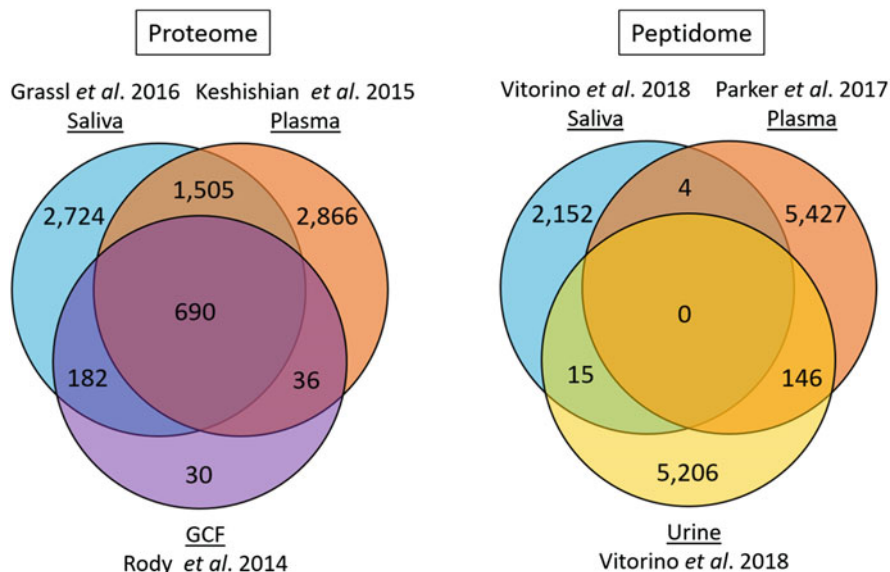 Proteome
Grassl et al. 2016 Keshishian et al. 2015
Saliva Plasma
1,505
2,724 2,866
690
182 36
30
GCF
Rody et al. 2014
Peptidome
Vitorino et al. 2018 Parker et al. 2017
Saliva Plasma
4
2,152 5,427
0
15 146
5,206
Urine
Vitorino et al. 2018